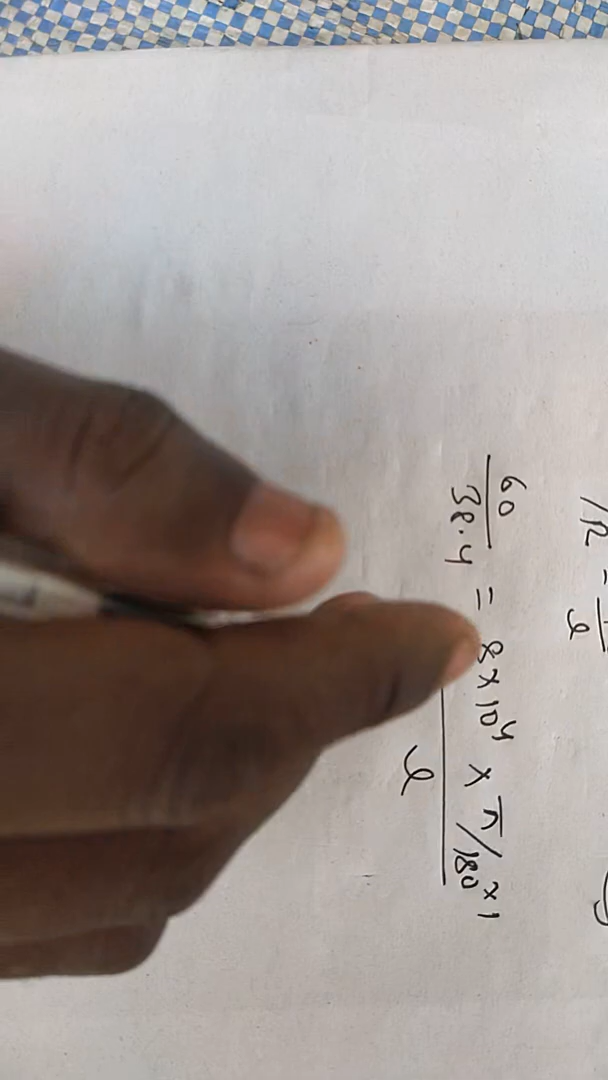 /R =
l
60/38.4 = 8×10⁴ × π/180 × 1
l